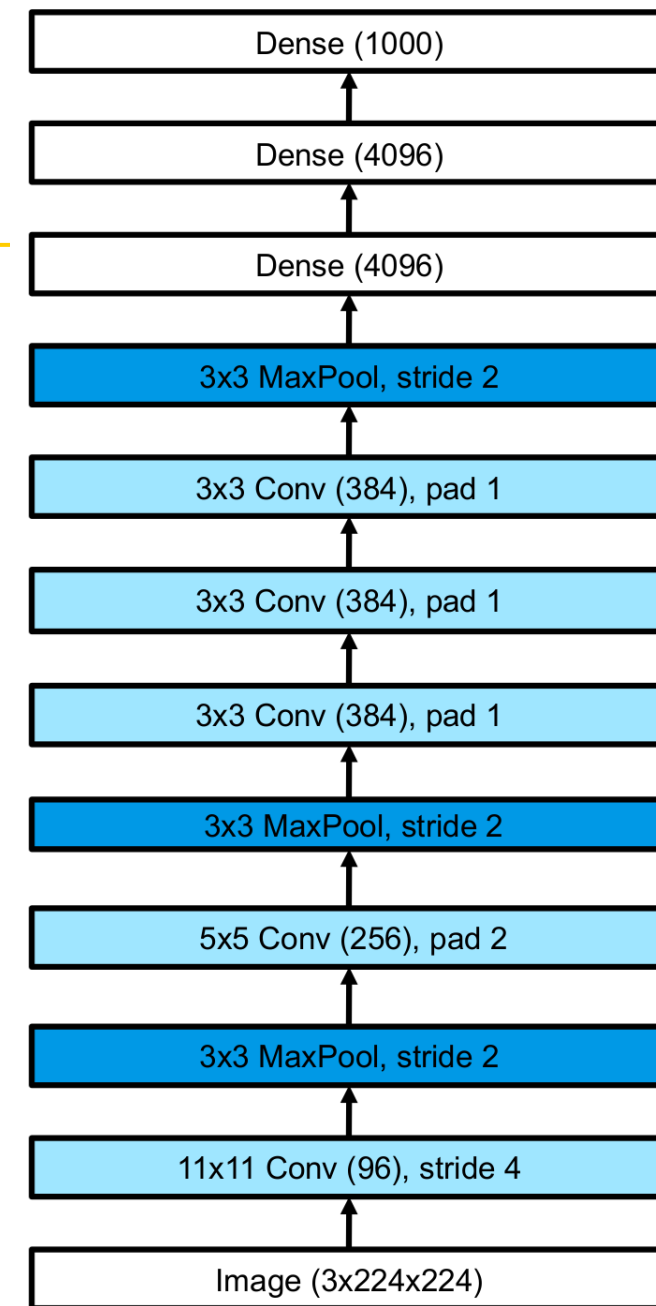 Dense (1000)
Dense (4096)
Dense (4096)
3x3 MaxPool, stride 2
3x3 Conv (384), pad 1
3x3 Conv (384), pad 1
3x3 Conv (384), pad 1
3x3 MaxPool, stride 2
5x5 Conv (256), pad 2
3x3 MaxPool, stride 2
11x11 Conv (96), stride 4
Image (3x224x224)